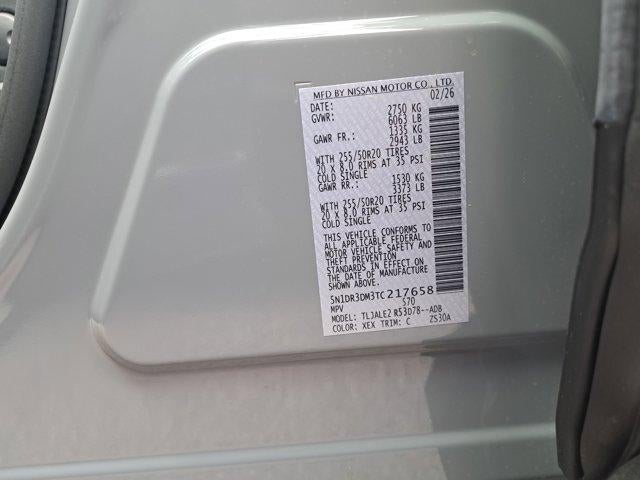 MFD BY NISSAN MOTOR CO., LTD.
DATE: 02/26
GVWR: 2750 KG
6063 LB
GAWR FR.: 1335 KG
2943 LB
WITH 255/50R20 TIRES
20 X 8.0 RIMS AT 35 PSI
COLD SINGLE
GAWR RR.: 1530 KG
3373 LB
WITH 255/50R20 TIRES
20 X 8.0 RIMS AT 35 PSI
COLD SINGLE
THIS VEHICLE CONFORMS TO
ALL APPLICABLE FEDERAL
MOTOR VEHICLE SAFETY AND
THEFT PREVENTION
STANDARDS IN EFFECT ON
THE DATE OF MANUFACTURE
SHOWN ABOVE.
5N1DR3DM3TC217658
MPV S70
MODEL: TLJALE2 R53D78--ADB
COLOR: XEX TRIM: C ZS30A